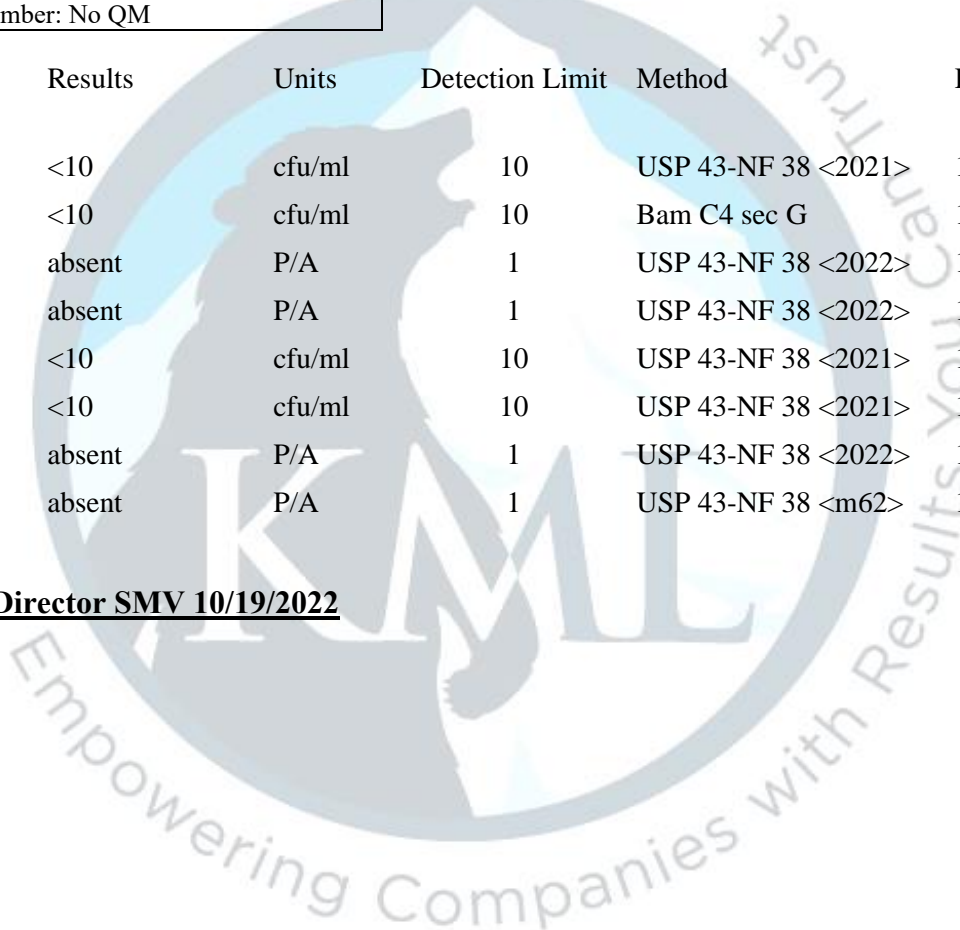 mber: No QM
Results Units Detection Limit Method
<10 cfu/ml 10 USP 43-NF 38 <2021>
<10 cfu/ml 10 Bam C4 sec G
absent P/A 1 USP 43-NF 38 <2022>
absent P/A 1 USP 43-NF 38 <2022>
<10 cfu/ml 10 USP 43-NF 38 <2021>
<10 cfu/ml 10 USP 43-NF 38 <2021>
absent P/A 1 USP 43-NF 38 <2022>
absent P/A 1 USP 43-NF 38 <m62>
Director SMV 10/19/2022
KML
Empowering Companies with Results You Can Trust